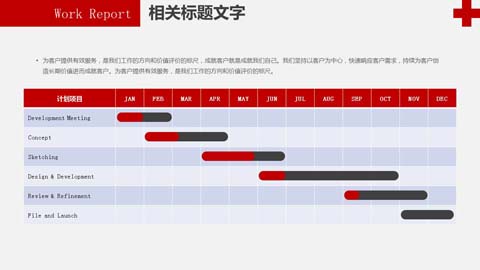 Work Report
相关标题文字
• 为客户提供有效服务，是我们工作的方向和价值评价的标尺，成就客户就是成就我们自己。我们坚持以客户为中心，快速响应客户需求，持续为客户创
造长期价值进而成就客户。为客户提供有效服务，是我们工作的方向和价值评价的标尺。
计划项目 JAN FEB MAR APR MAY JUN JUL AUG SEP OCT NOV DEC
Development Meeting
Concept
Sketching
Design & Development
Review & Refinement
File and Launch